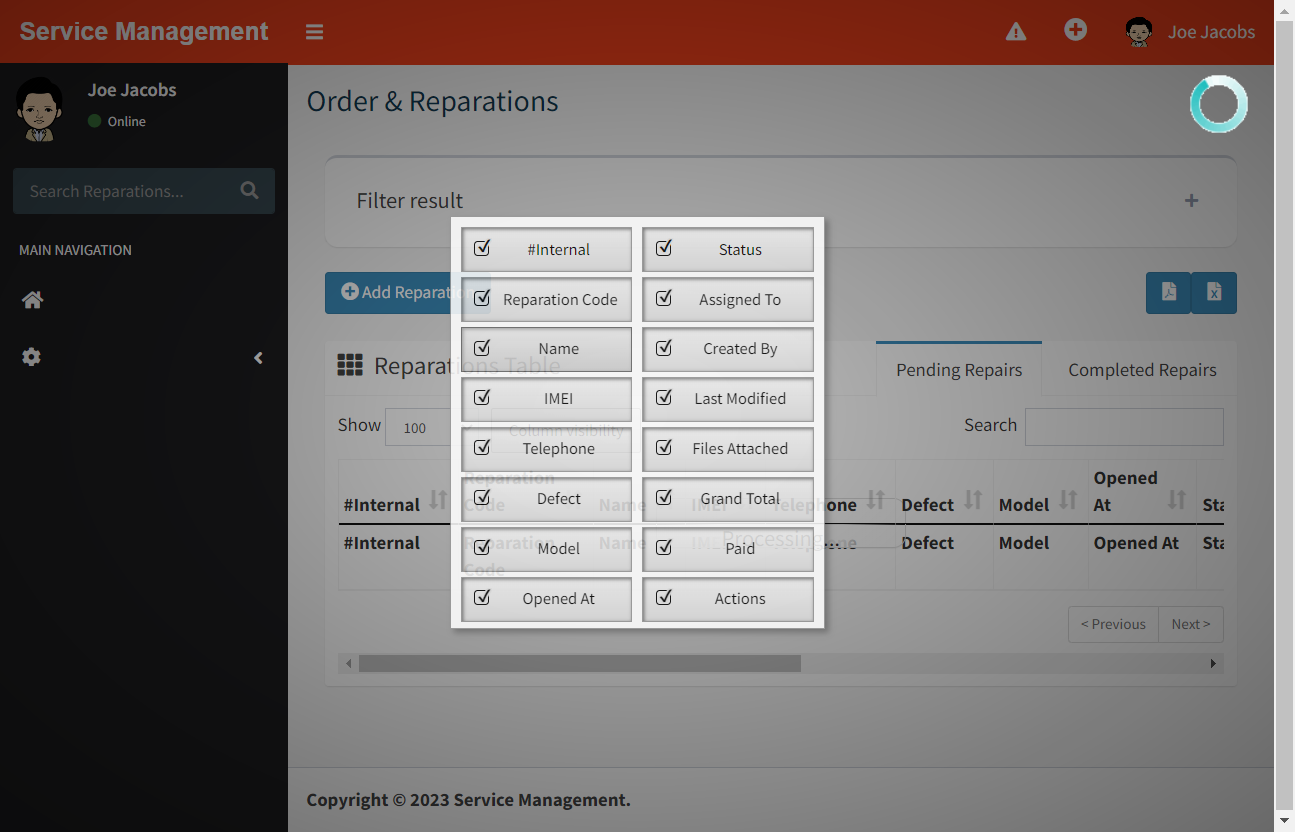 Service Management
Joe Jacobs
Joe Jacobs
Online
Search Reparations...
MAIN NAVIGATION
Order & Reparations
Filter result
Add Reparation
#Internal Status
Reparation Code Assigned To
Name Created By
IMEI Last Modified
Telephone Files Attached
Defect Grand Total
Model Paid
Opened At Actions
Reparations Table
Pending Repairs Completed Repairs
Show 100 Column visibility Search
#Internal Reparation Code Name IMEI Telephone Defect Model Opened At Sta
Processing...
#Internal Reparation Code Name IMEI Telephone Defect Model Opened At Sta
< Previous Next >
Copyright © 2023 Service Management.